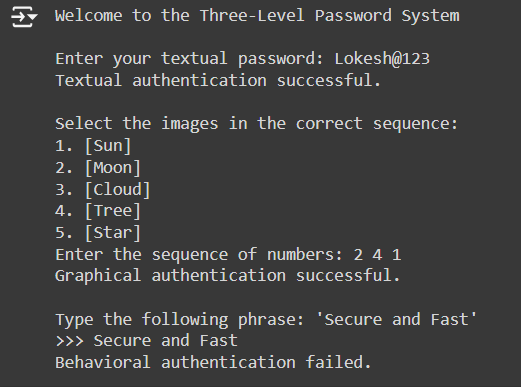 Welcome to the Three-Level Password System
Enter your textual password: Lokesh@123
Textual authentication successful.
Select the images in the correct sequence:
1. [Sun]
2. [Moon]
3. [Cloud]
4. [Tree]
5. [Star]
Enter the sequence of numbers: 2 4 1
Graphical authentication successful.
Type the following phrase: 'Secure and Fast'
>>> Secure and Fast
Behavioral authentication failed.